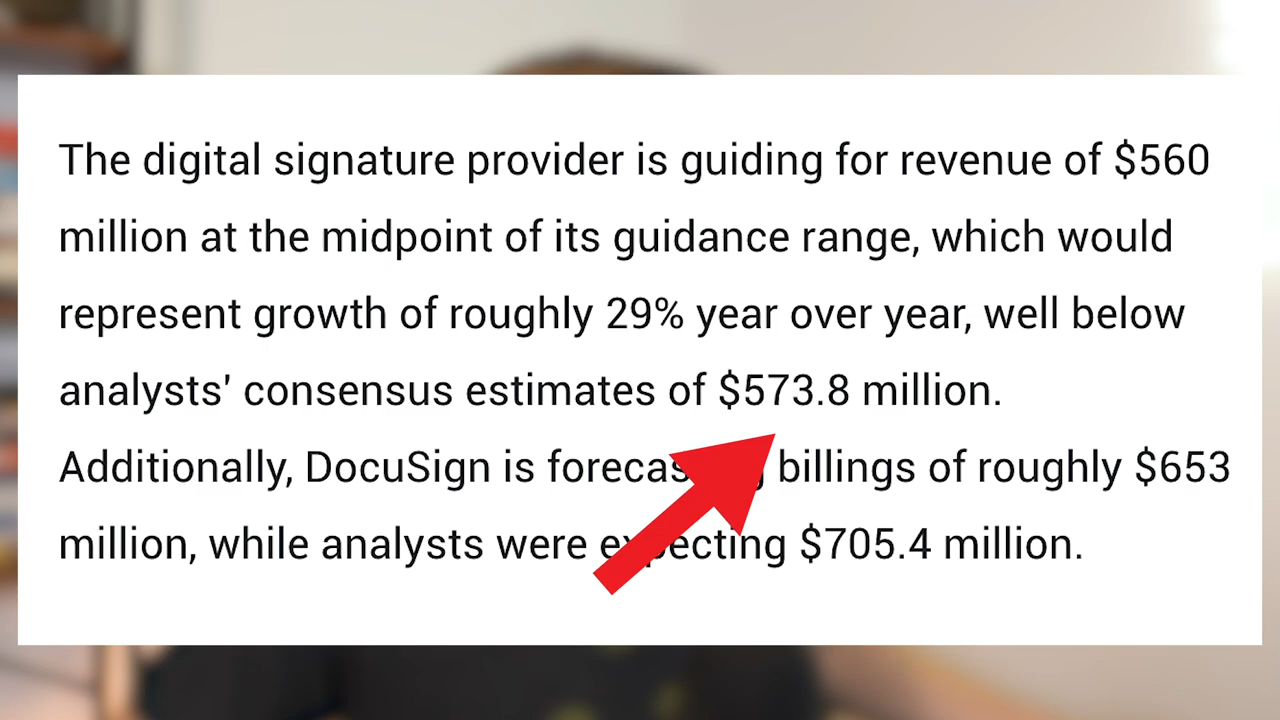 The digital signature provider is guiding for revenue of $560
million at the midpoint of its guidance range, which would
represent growth of roughly 29% year over year, well below
analysts' consensus estimates of $573.8 million.
Additionally, DocuSign is forecasting billings of roughly $653
million, while analysts were expecting $705.4 million.